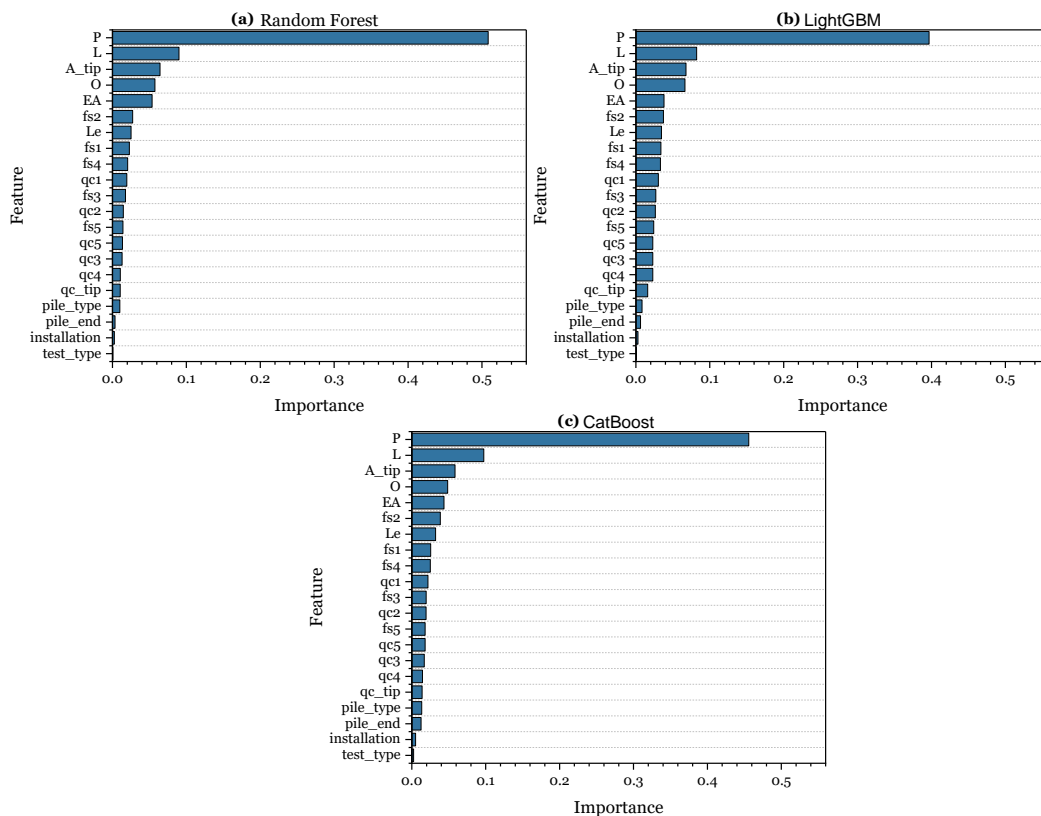 (a) Random Forest
P
L
A_tip
O
EA
fs2
Le
fs1
fs4
qc1
fs3
qc2
fs5
qc5
qc3
qc4
qc_tip
pile_type
pile_end
installation
test_type
Feature
0.0 0.1 0.2 0.3 0.4 0.5
Importance
(b) LightGBM
P
L
A_tip
O
EA
fs2
Le
fs1
fs4
qc1
fs3
qc2
fs5
qc5
qc3
qc4
qc_tip
pile_type
pile_end
installation
test_type
Feature
0.0 0.1 0.2 0.3 0.4 0.5
Importance
(c) CatBoost
P
L
A_tip
O
EA
fs2
Le
fs1
fs4
qc1
fs3
qc2
fs5
qc5
qc3
qc4
qc_tip
pile_type
pile_end
installation
test_type
Feature
0.0 0.1 0.2 0.3 0.4 0.5
Importance